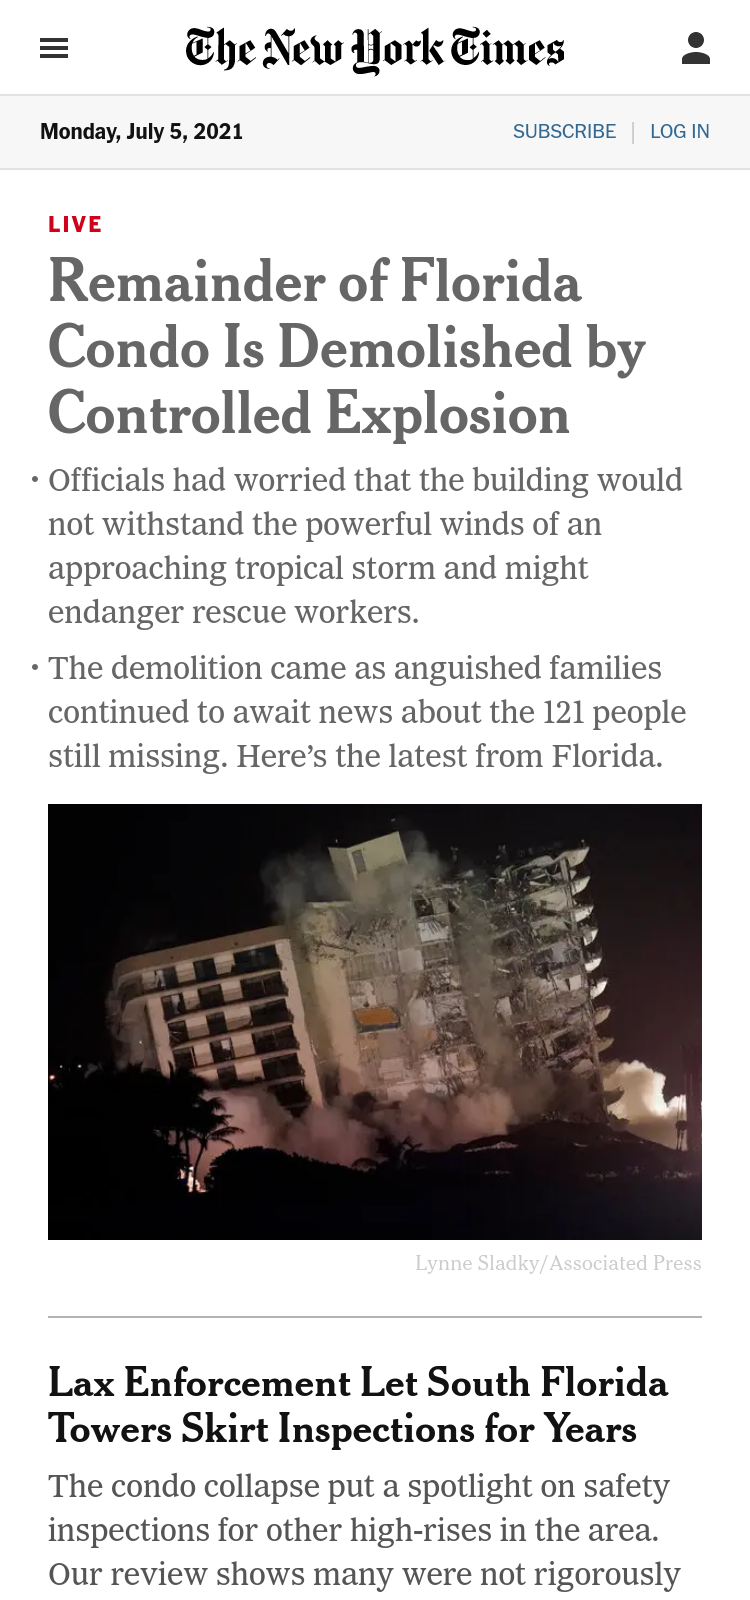 The New York Times
Monday, July 5, 2021
SUBSCRIBE | LOG IN
LIVE
Remainder of Florida
Condo Is Demolished by
Controlled Explosion
• Officials had worried that the building would
not withstand the powerful winds of an
approaching tropical storm and might
endanger rescue workers.
• The demolition came as anguished families
continued to await news about the 121 people
still missing. Here’s the latest from Florida.
Lynne Sladky/Associated Press
Lax Enforcement Let South Florida
Towers Skirt Inspections for Years
The condo collapse put a spotlight on safety
inspections for other high-rises in the area.
Our review shows many were not rigorously